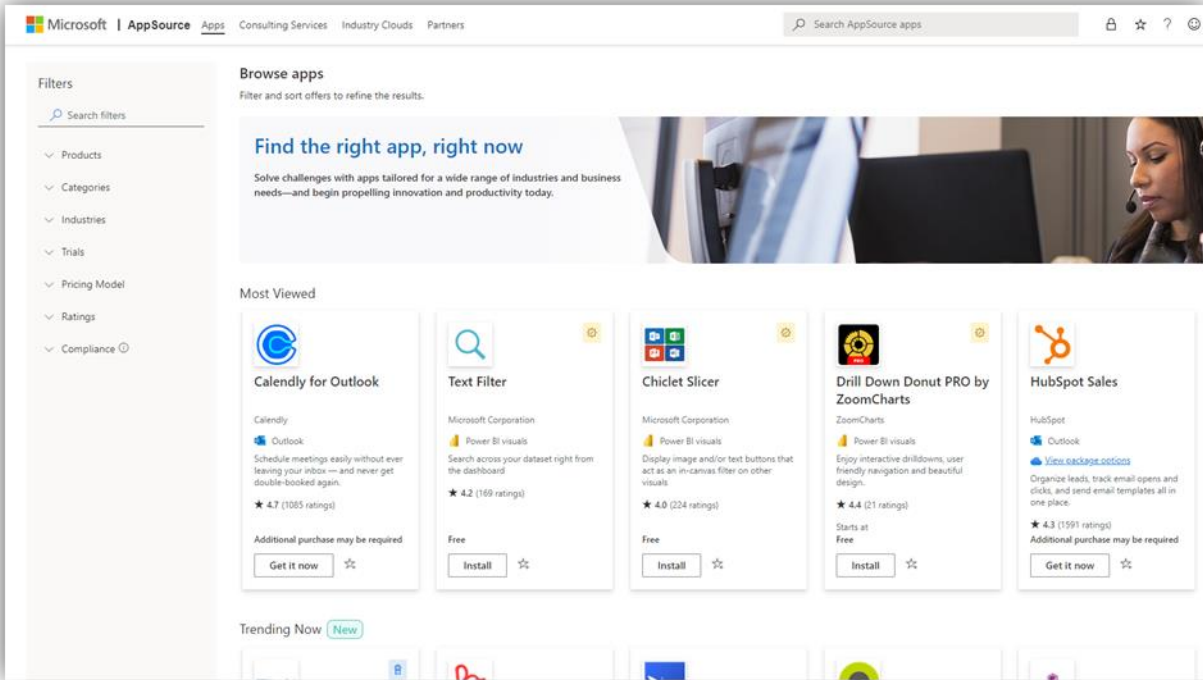 Microsoft | AppSource Apps Consulting Services Industry Clouds Partners Search AppSource apps ?
Filters
Search filters
Products
Categories
Industries
Trials
Pricing Model
Ratings
Compliance
Browse apps
Filter and sort offers to refine the results.
Find the right app, right now
Solve challenges with apps tailored for a wide range of industries and business
needs—and begin propelling innovation and productivity today.
Most Viewed
Calendly for Outlook
Calendly
Outlook
Schedule meetings easily without ever
leaving your inbox — and never get
double-booked again.
★ 4.7 (1085 ratings)
Additional purchase may be required
Get it now
Text Filter
Microsoft Corporation
Power BI visuals
Search across your dataset right from
the dashboard
★ 4.2 (169 ratings)
Free
Install
Chiclet Slicer
Microsoft Corporation
Power BI visuals
Display image and/or text buttons that
act as an in-canvas filter on other
visuals
★ 4.0 (224 ratings)
Free
Install
PRO
Drill Down Donut PRO by
ZoomCharts
ZoomCharts
Power BI visuals
Enjoy interactive drilldowns, user
friendly navigation and beautiful
design.
★ 4.4 (21 ratings)
Starts at
Free
Install
HubSpot Sales
HubSpot
Outlook
View package options
Organize leads, track email opens and
clicks, and send email templates all in
one place.
★ 4.3 (1591 ratings)
Additional purchase may be required
Get it now
Trending Now New